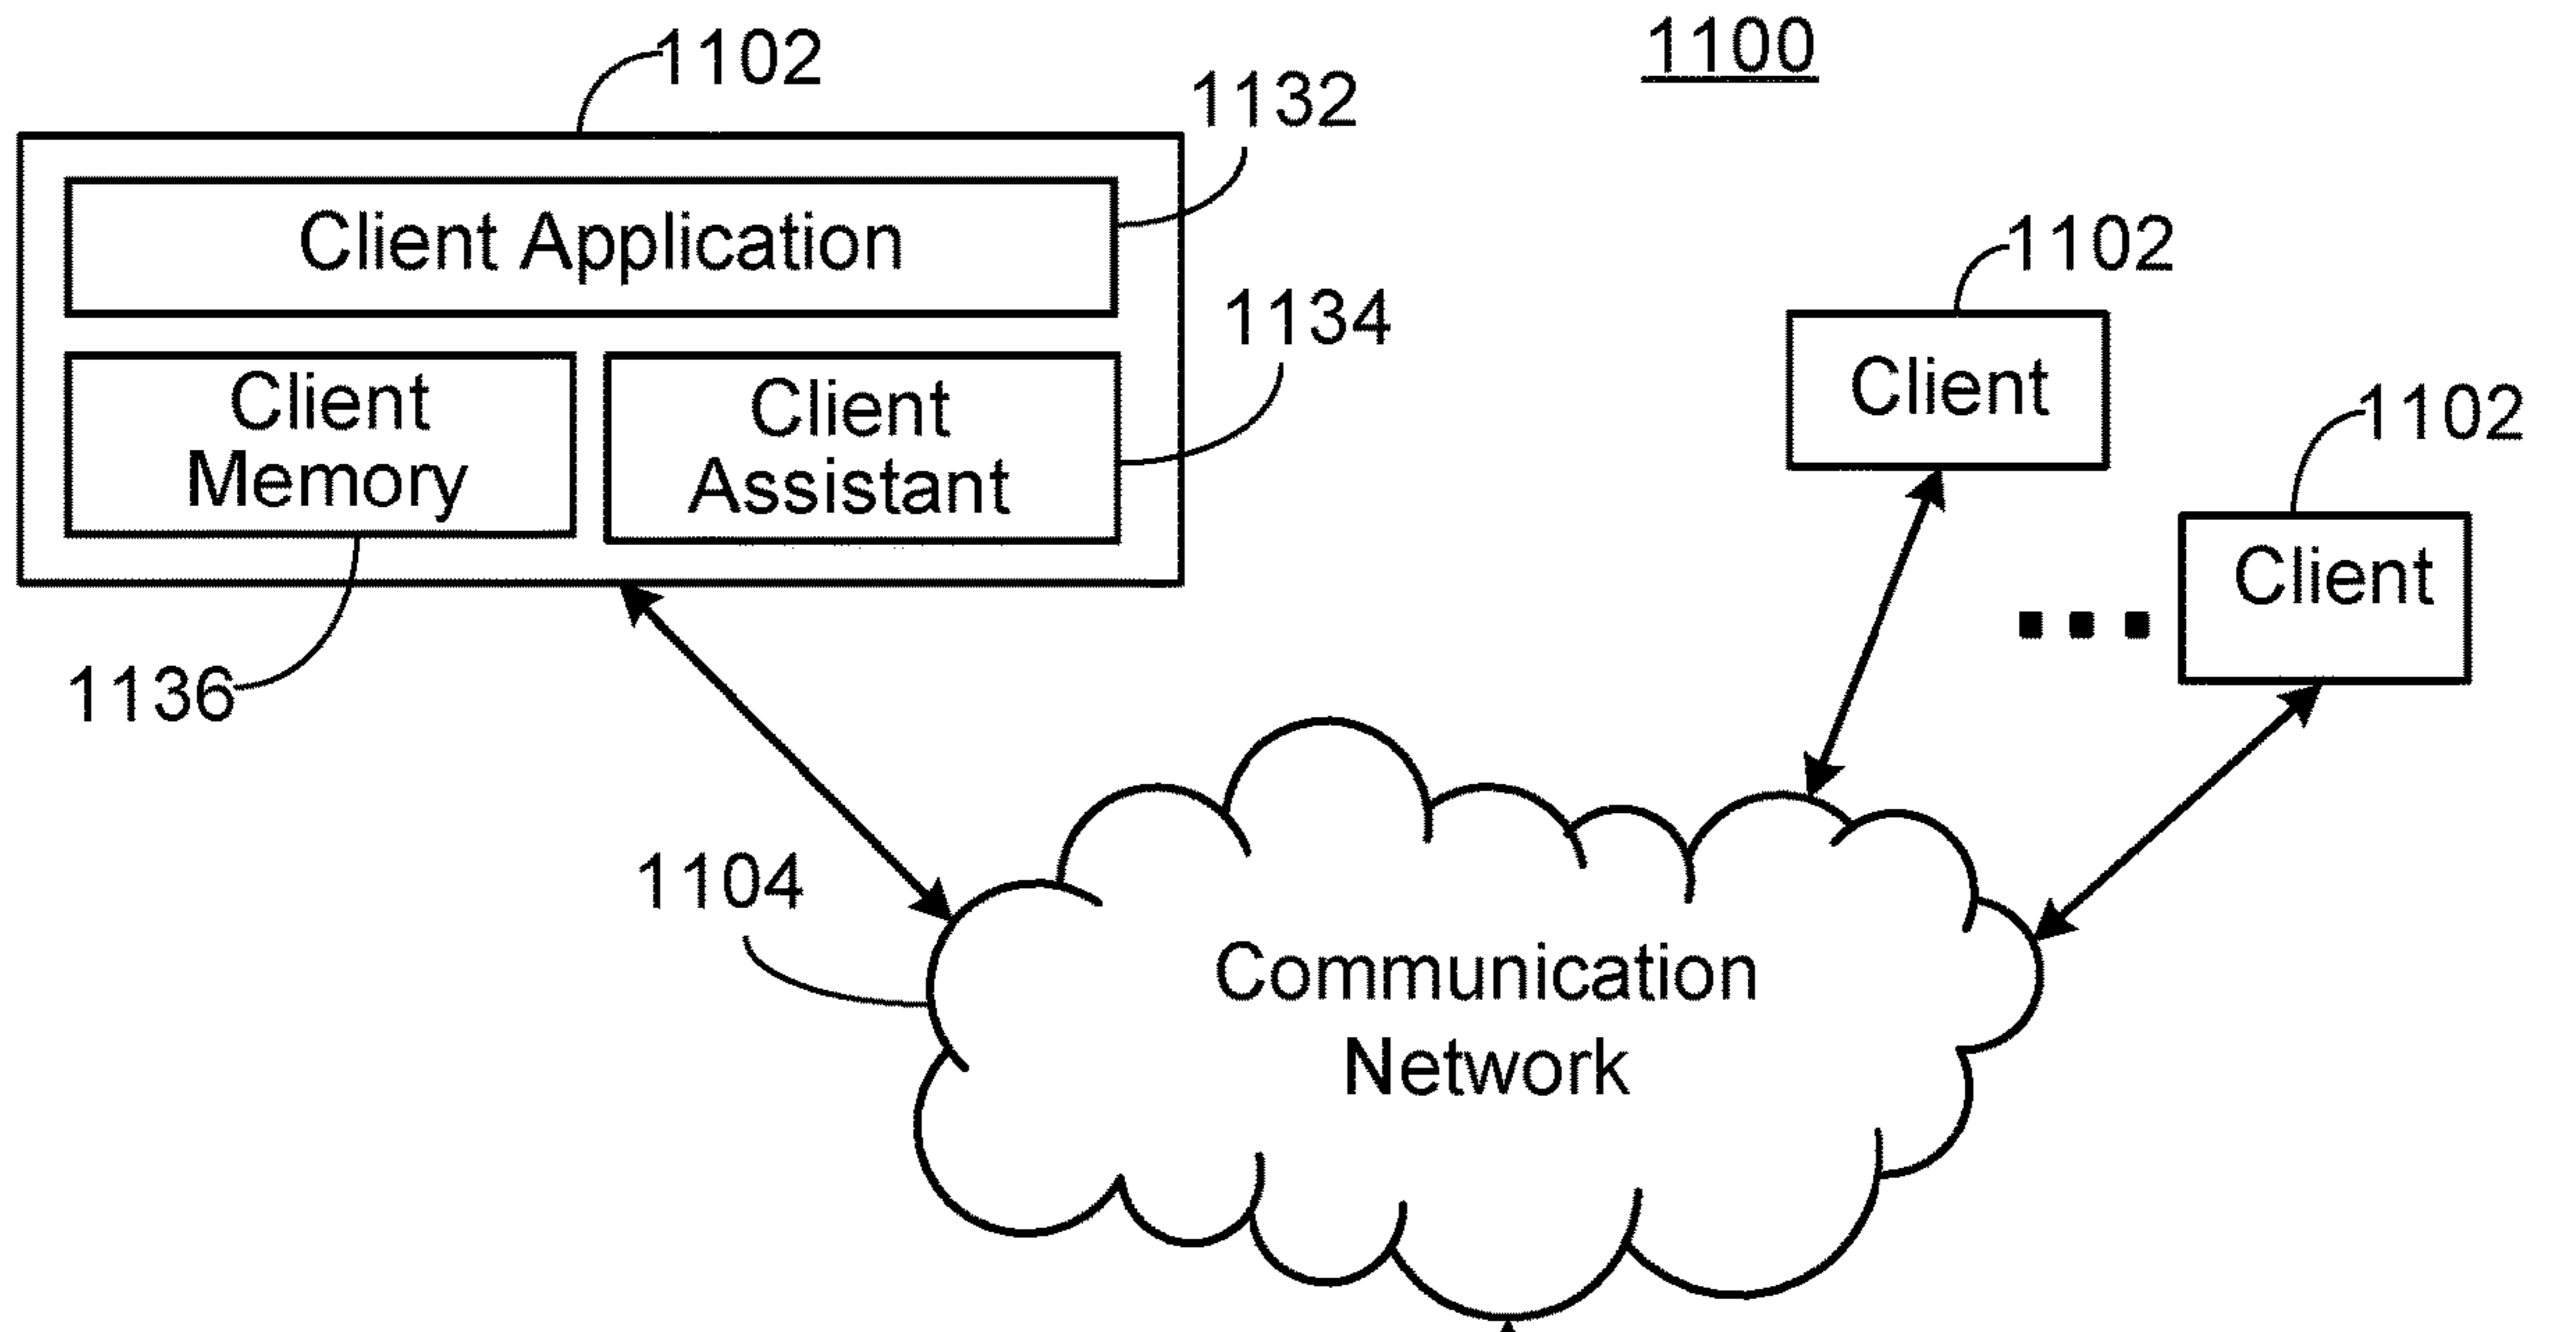 1100
1102
1132
Client Application
1134
Client
Memory
Client
Assistant
1136
1102
Client
1102
Client
1104
Communication
Network